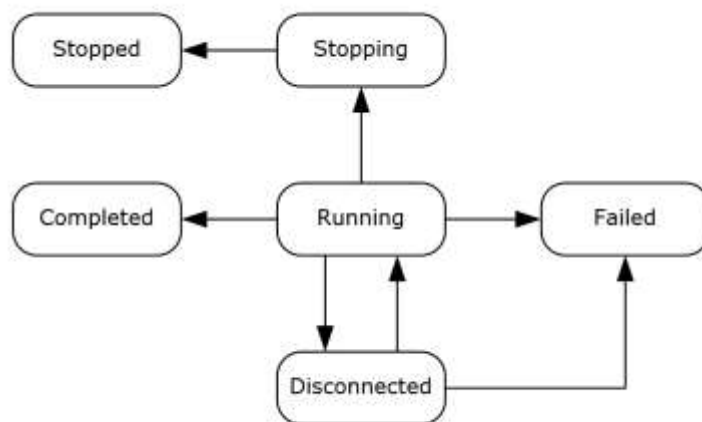 Stopped
Stopping
Completed
Running
Failed
Disconnected